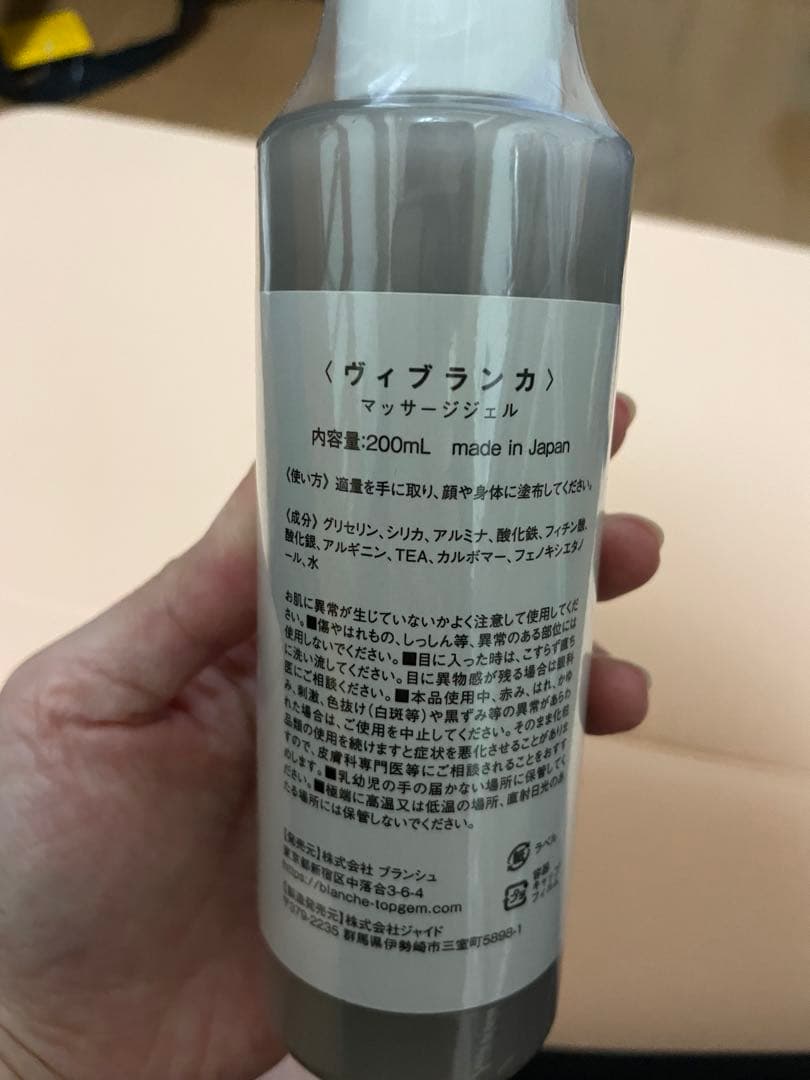 〈ヴィブランカ〉
マッサージジェル
内容量:200mL made in Japan
〈使い方〉適量を手に取り、顔や身体に塗布してください。
〈成分〉グリセリン、シリカ、アルミナ、酸化鉄、フィチン酸、
酸化銀、アルギニン、TEA、カルボマー、フェノキシエタノ
ール、水
お肌に異常が生じていないかよく注意して使用してくだ
さい。■傷やはれもの、しっしん等、異常のある部位には
使用しないでください。■目に入った時は、こすらず直ち
に洗い流してください。目に異物感が残る場合は眼科
医にご相談ください。■本品使用中、赤み、はれ、かゆ
み、刺激、色抜け(白斑等)や黒ずみ等の異常があらわ
れた場合は、ご使用を中止してください。そのまま化粧
品類の使用を続けますと症状を悪化させることがありま
すので、皮膚科専門医等にご相談されることをおすす
めします。■乳幼児の手の届かない場所に保管してく
ださい。■極端に高温又は低温の場所、直射日光のあ
たる場所には保管しないでください。
【発売元】株式会社 ブランシュ
東京都新宿区中落合3-6-4
https://blanche-topgem.com
【製造発売元】株式会社ジャイド
〒379-2235 群馬県伊勢崎市三室町5898-1
紙 ラベル
プラ 容器
キャップ
フィルム